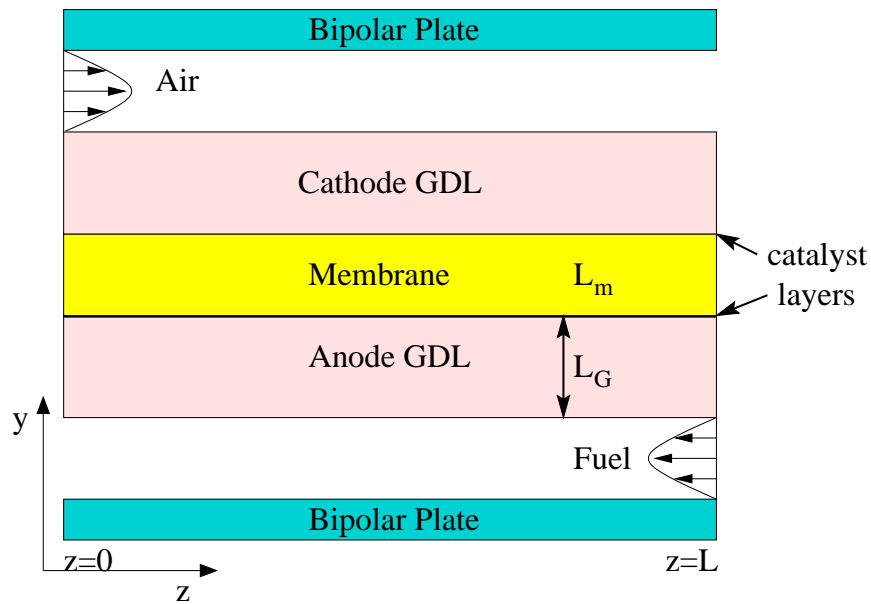 Bipolar Plate
Air
Cathode GDL
Membrane
L_m
catalyst
layers
Anode GDL
L_G
y
Fuel
Bipolar Plate
z=0
z=L
z